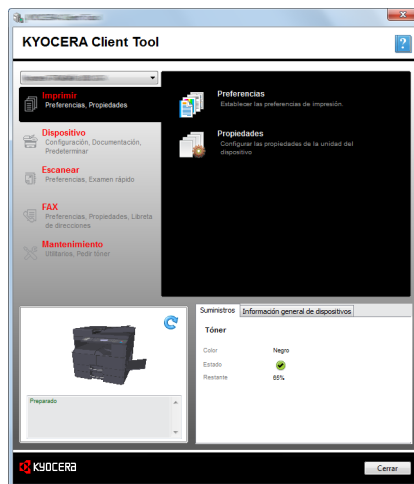 KYOCERA Client Tool
?
Imprimir
Preferencias, Propiedades
Dispositivo
Configuración, Documentación,
Predeterminar
Escanear
Preferencias, Examen rápido
FAX
Preferencias, Propiedades, Libreta
de direcciones
Mantenimiento
Utilitarios, Pedir tóner
Preferencias
Establecer las preferencias de impresión.
Propiedades
Configurar las propiedades de la unidad del
dispositivo
Preparado
Suministros
Información general de dispositivos
Tóner
Color Negro
Estado
Restante 65%
KYOCERA
Cerrar